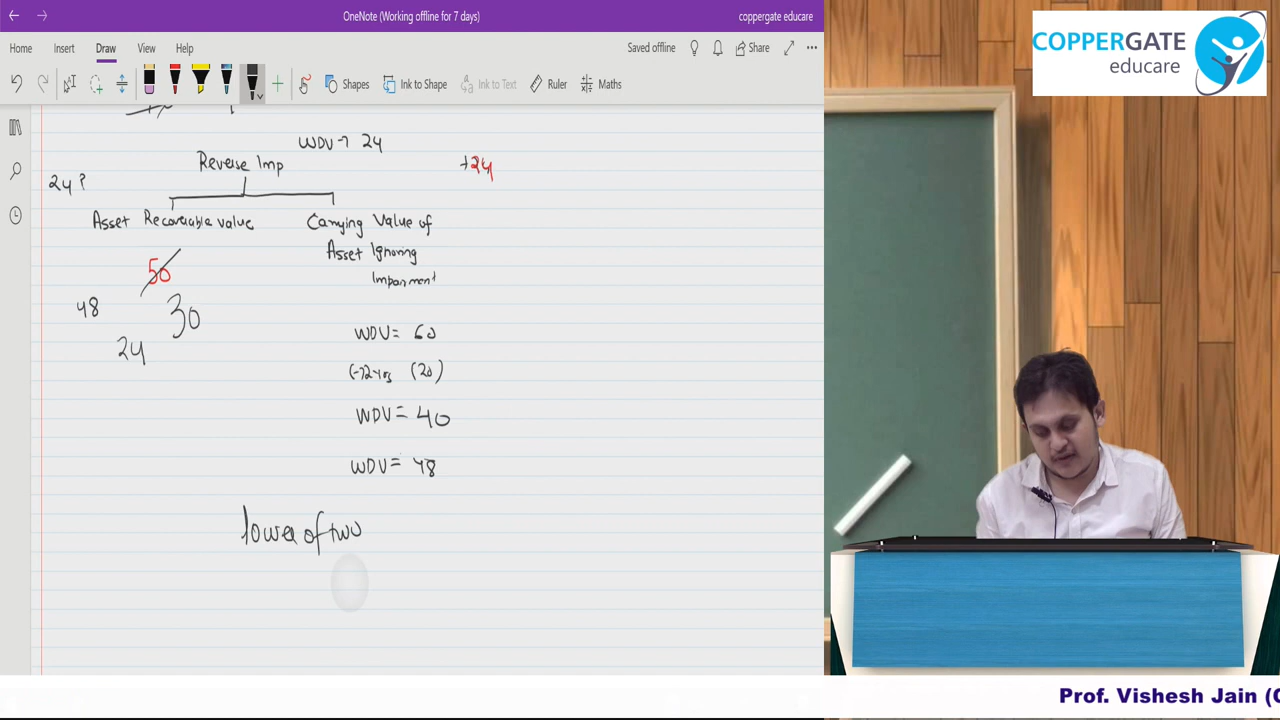 OneNote (Working offline for 7 days)
coppergate educare
Home Insert Draw View Help
Saved offline
Share
Shapes
Ink to Shape
Ink to Text
Ruler
Maths
COPPERGATE
educare
WDV→ 24
Reverse Imp
+24
24?
Asset Recoverable value
Carrying Value of
Asset Ignoring
Impairment
50
48
30
24
WDV= 60
(-) 2 yrs (20)
WDV= 40
WDV= 48
lower of two
Prof. Vishesh Jain (C